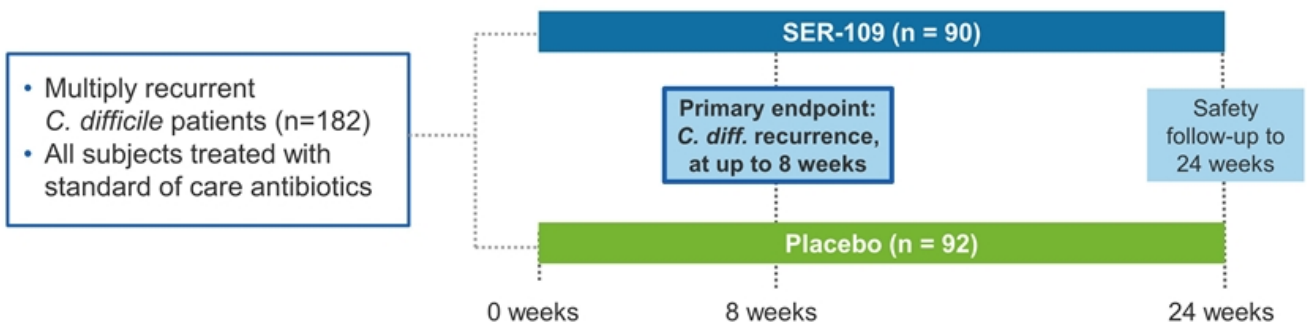 • Multiply recurrent
C. difficile patients (n=182)
• All subjects treated with
standard of care antibiotics
SER-109 (n = 90)
Primary endpoint:
C. diff. recurrence,
at up to 8 weeks
Safety
follow-up to
24 weeks
Placebo (n = 92)
0 weeks
8 weeks
24 weeks